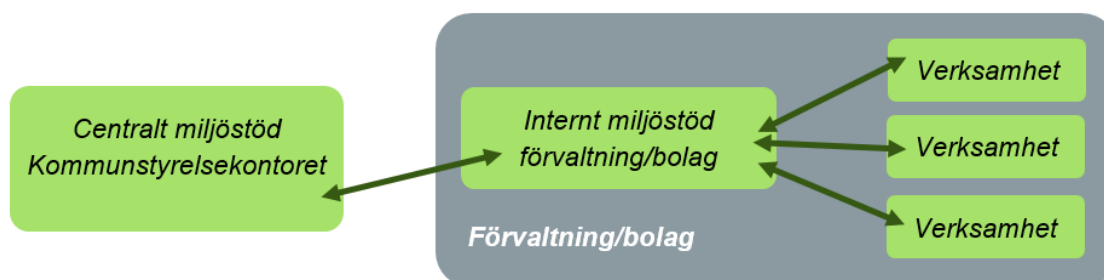 Centralt miljöstöd
Kommunstyrelsekontoret
Internt miljöstöd
förvaltning/bolag
Verksamhet
Verksamhet
Verksamhet
Förvaltning/bolag